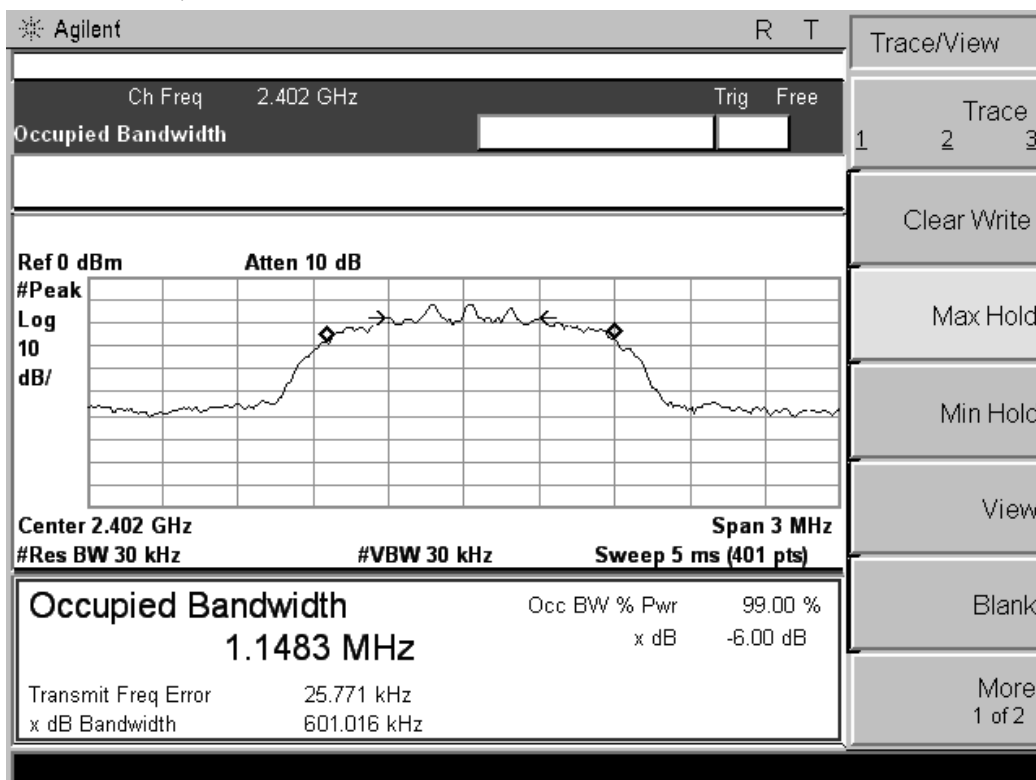 Agilent R T
Ch Freq 2.402 GHz Trig Free
Occupied Bandwidth
Ref 0 dBm Atten 10 dB
#Peak
Log
10
dB/
Center 2.402 GHz Span 3 MHz
#Res BW 30 kHz #VBW 30 kHz Sweep 5 ms (401 pts)
Occupied Bandwidth Occ BW % Pwr 99.00 %
1.1483 MHz x dB -6.00 dB
Transmit Freq Error 25.771 kHz
x dB Bandwidth 601.016 kHz
Trace/View
Trace
1 2 3
Clear Write
Max Hold
Min Hold
View
Blank
More
1 of 2